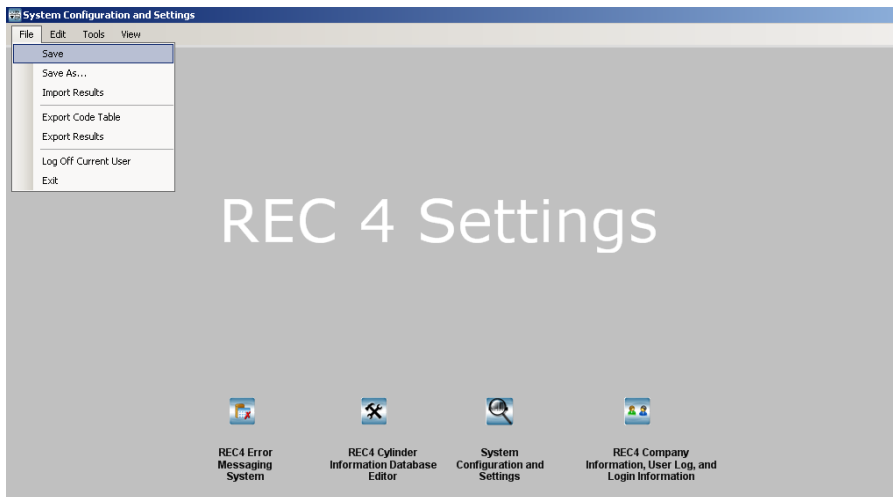 System Configuration and Settings
File Edit Tools View
Save
Save As...
Import Results
Export Code Table
Export Results
Log Off Current User
Exit
REC 4 Settings
REC4 Error
Messaging
System
REC4 Cylinder
Information Database
Editor
System
Configuration and
Settings
REC4 Company
Information, User Log, and
Login Information